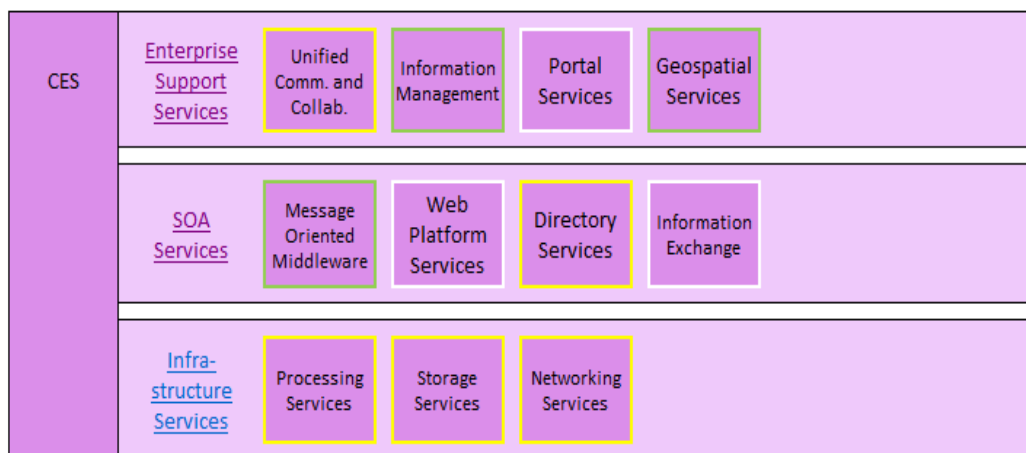 CES
Enterprise
Support
Services
Unified
Comm. and
Collab.
Information
Management
Portal
Services
Geospatial
Services
SOA
Services
Message
Oriented
Middleware
Web
Platform
Services
Directory
Services
Information
Exchange
Infra-
structure
Services
Processing
Services
Storage
Services
Networking
Services